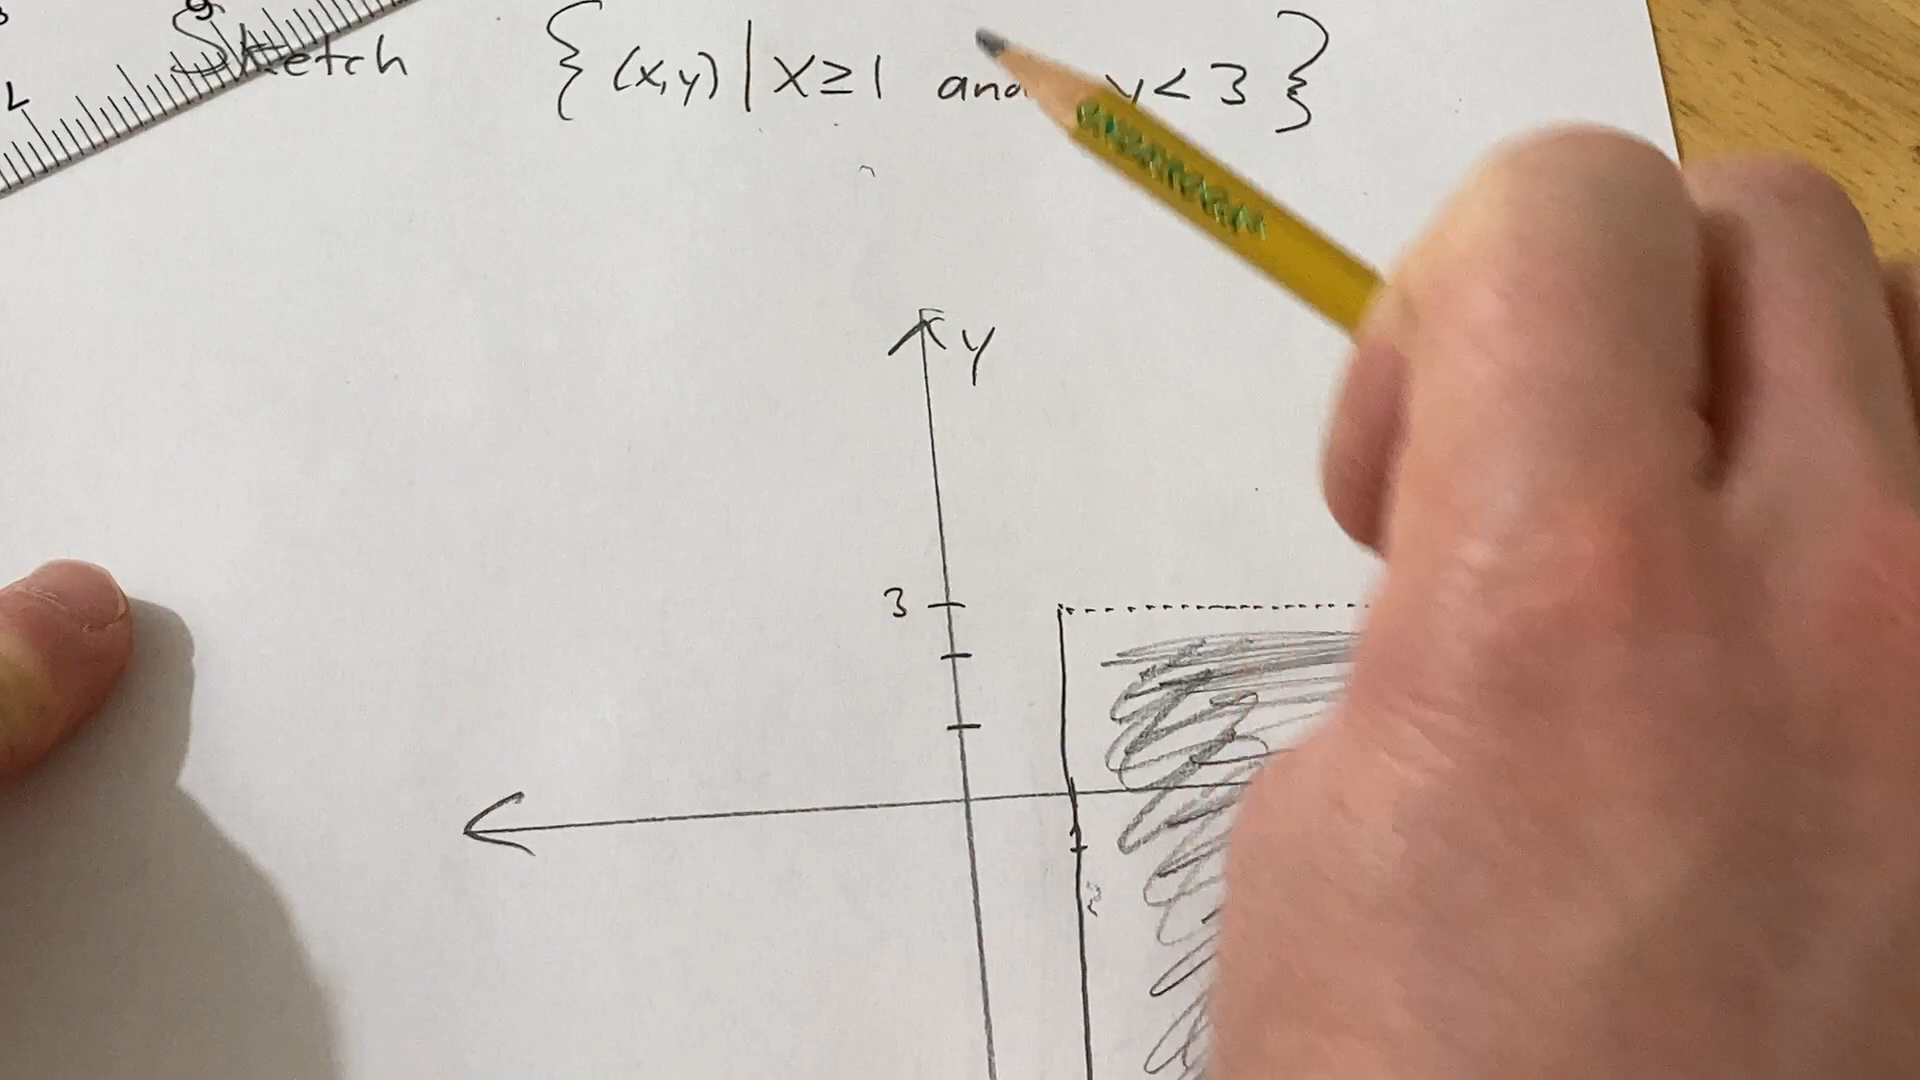 Sketch {(x,y) | x ≥ 1 and y < 3}
y
3